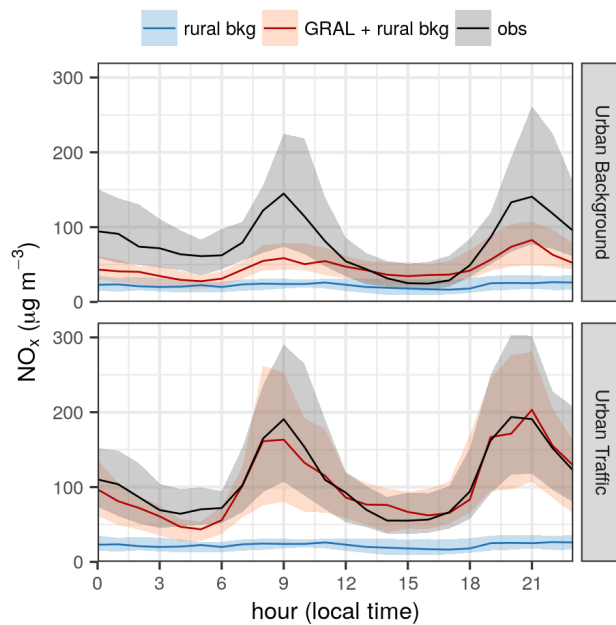 rural bkg GRAL + rural bkg obs
300
200
100
0
Urban Background
NOₓ (μg m⁻³)
300
200
100
0
Urban Traffic
0 3 6 9 12 15 18 21
hour (local time)